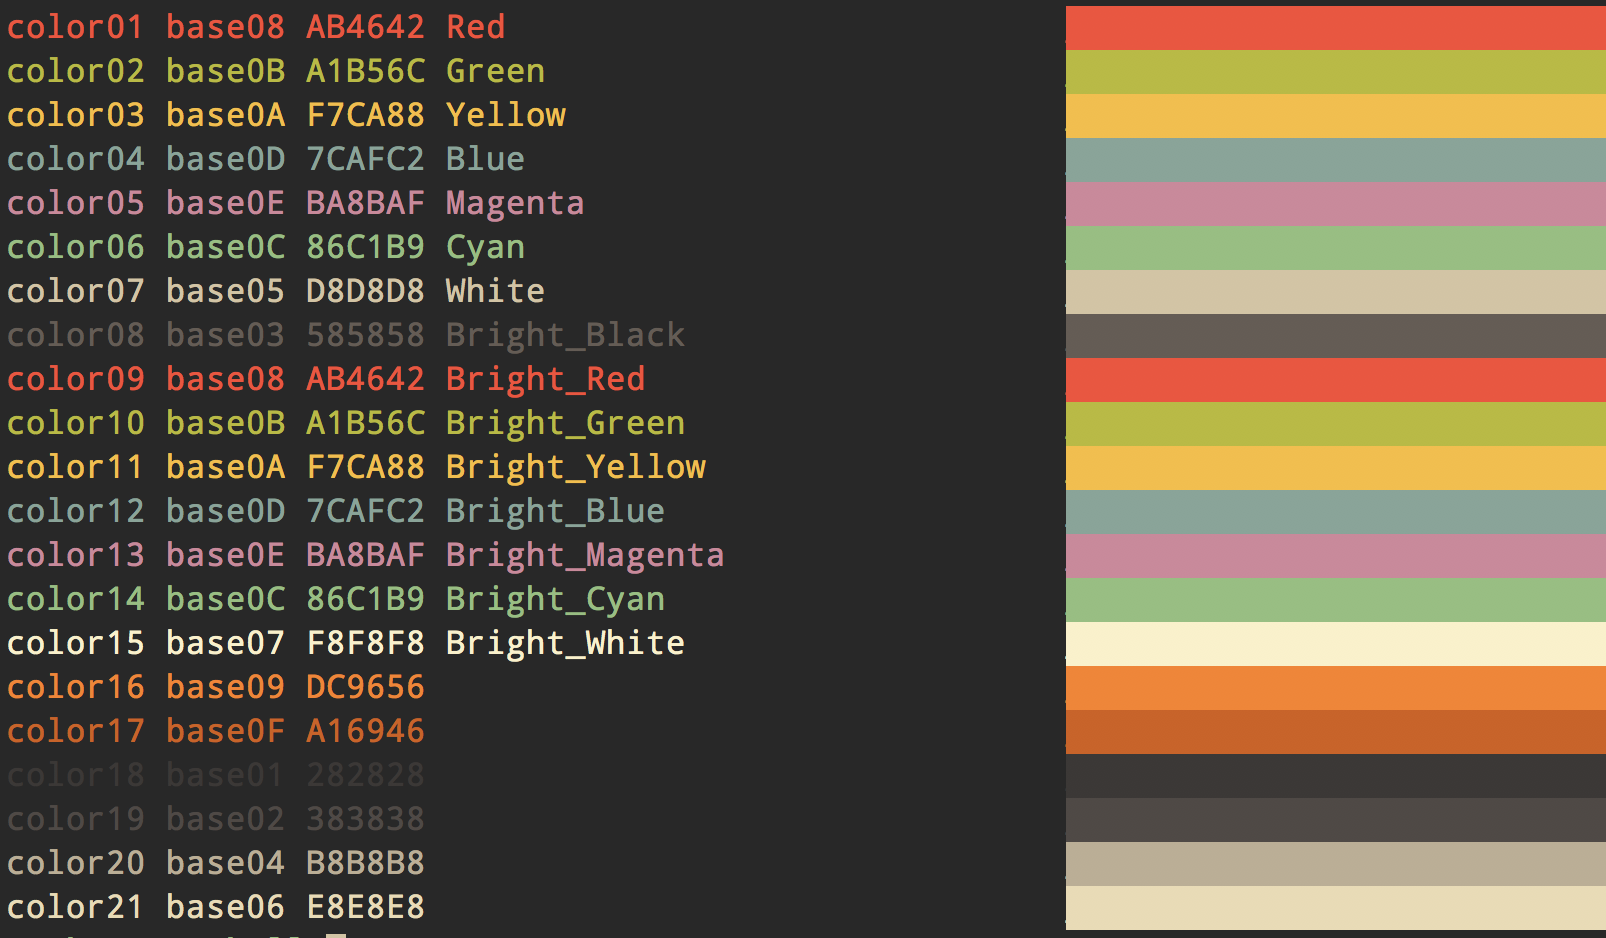 color01 base08 AB4642 Red
color02 base0B A1B56C Green
color03 base0A F7CA88 Yellow
color04 base0D 7CAFC2 Blue
color05 base0E BA8BAF Magenta
color06 base0C 86C1B9 Cyan
color07 base05 D8D8D8 White
color08 base03 585858 Bright_Black
color09 base08 AB4642 Bright_Red
color10 base0B A1B56C Bright_Green
color11 base0A F7CA88 Bright_Yellow
color12 base0D 7CAFC2 Bright_Blue
color13 base0E BA8BAF Bright_Magenta
color14 base0C 86C1B9 Bright_Cyan
color15 base07 F8F8F8 Bright_White
color16 base09 DC9656
color17 base0F A16946
color18 base01 282828
color19 base02 383838
color20 base04 B8B8B8
color21 base06 E8E8E8